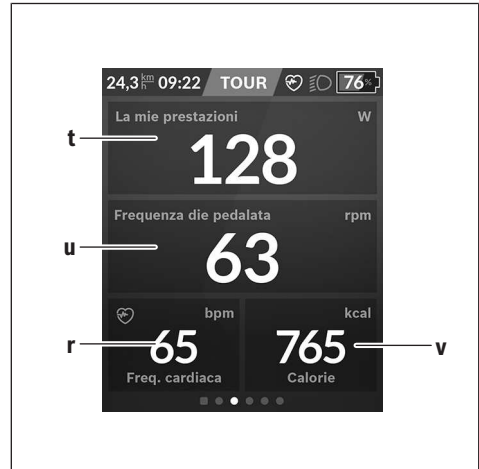 24,3 km/h 09:22 TOUR 76%
La mie prestazioni W
t
128
Frequenza die pedalata rpm
u
63
bpm kcal
r 65 765 v
Freq. cardiaca Calorie